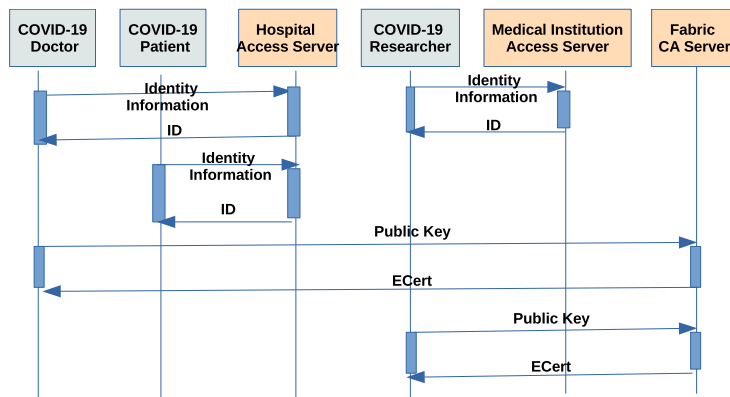 COVID-19
Doctor
COVID-19
Patient
Hospital
Access Server
COVID-19
Researcher
Medical Institution
Access Server
Fabric
CA Server
Identity
Information
Identity
Information
ID
ID
Identity
Information
ID
Public Key
ECert
Public Key
ECert